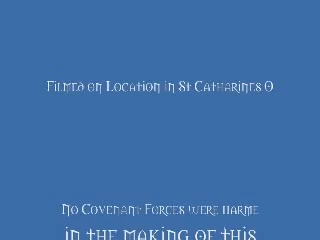 Filmed on Location in St Catharines O
No Covenant Forces were harme
in the making of this